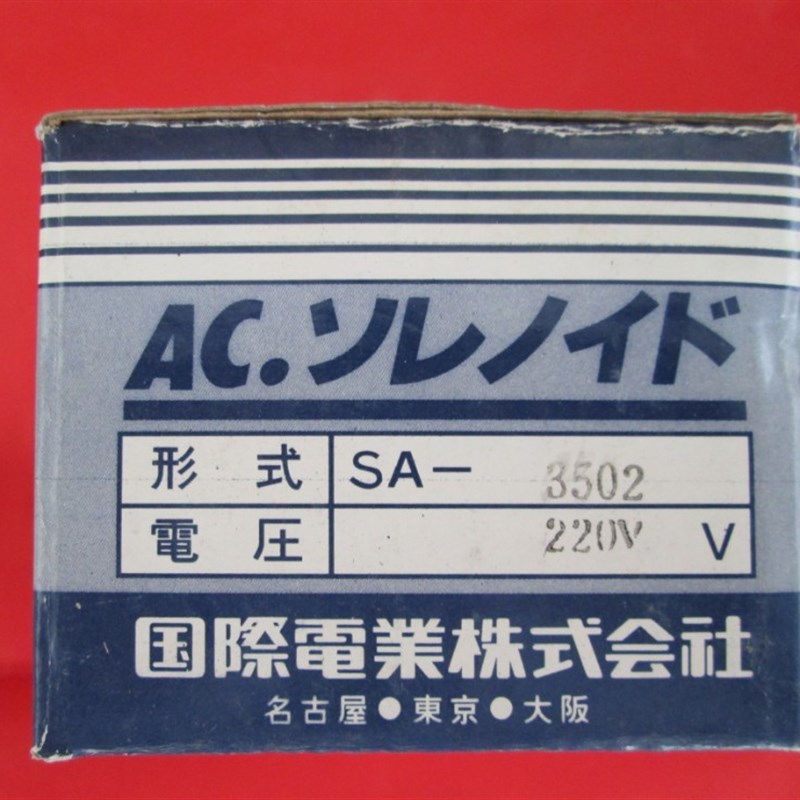 AC.ソレノイド
形式 SA- 3502
電圧 220V V
国際電業株式会社
名古屋●東京●大阪